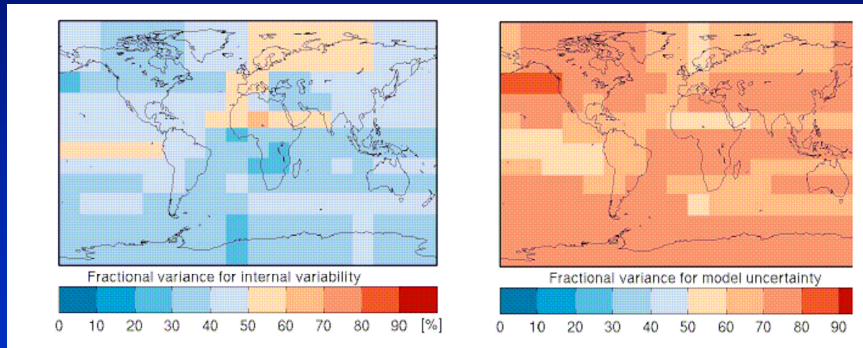 Fractional variance for internal variability
0 10 20 30 40 50 60 70 80 90 [%]
Fractional variance for model uncertainty
0 10 20 30 40 50 60 70 80 90